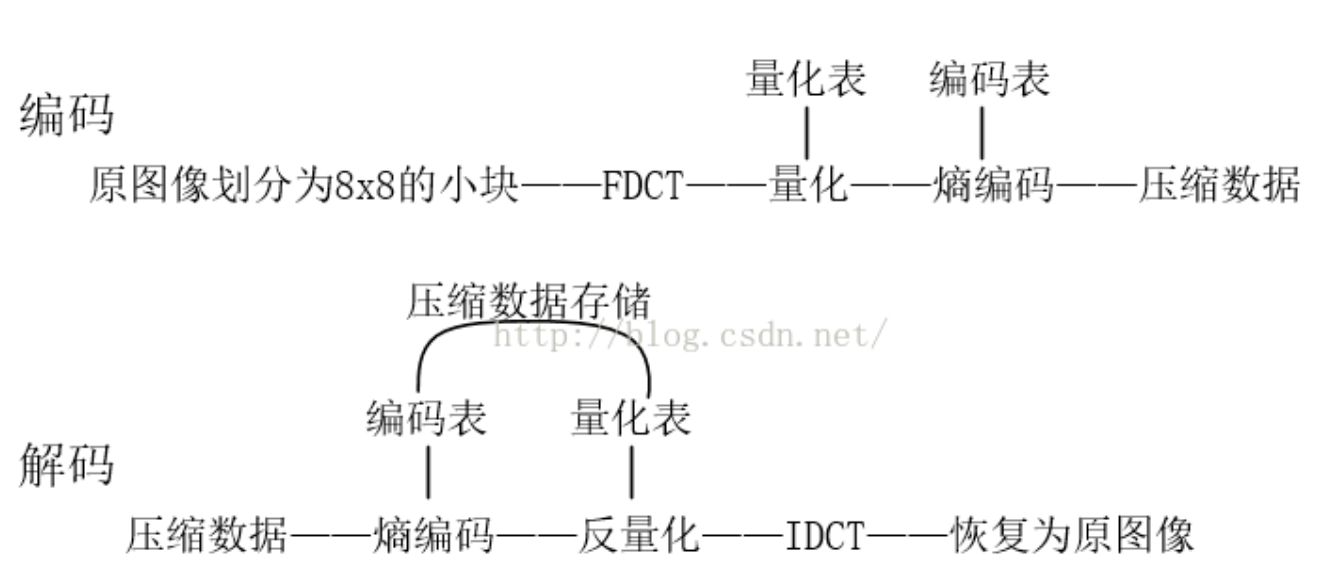 量化表 编码表
编码
原图像划分为8x8的小块——FDCT——量化——熵编码——压缩数据
压缩数据存储
http://blog.csdn.net/
编码表 量化表
解码
压缩数据——熵编码——反量化——IDCT——恢复为原图像